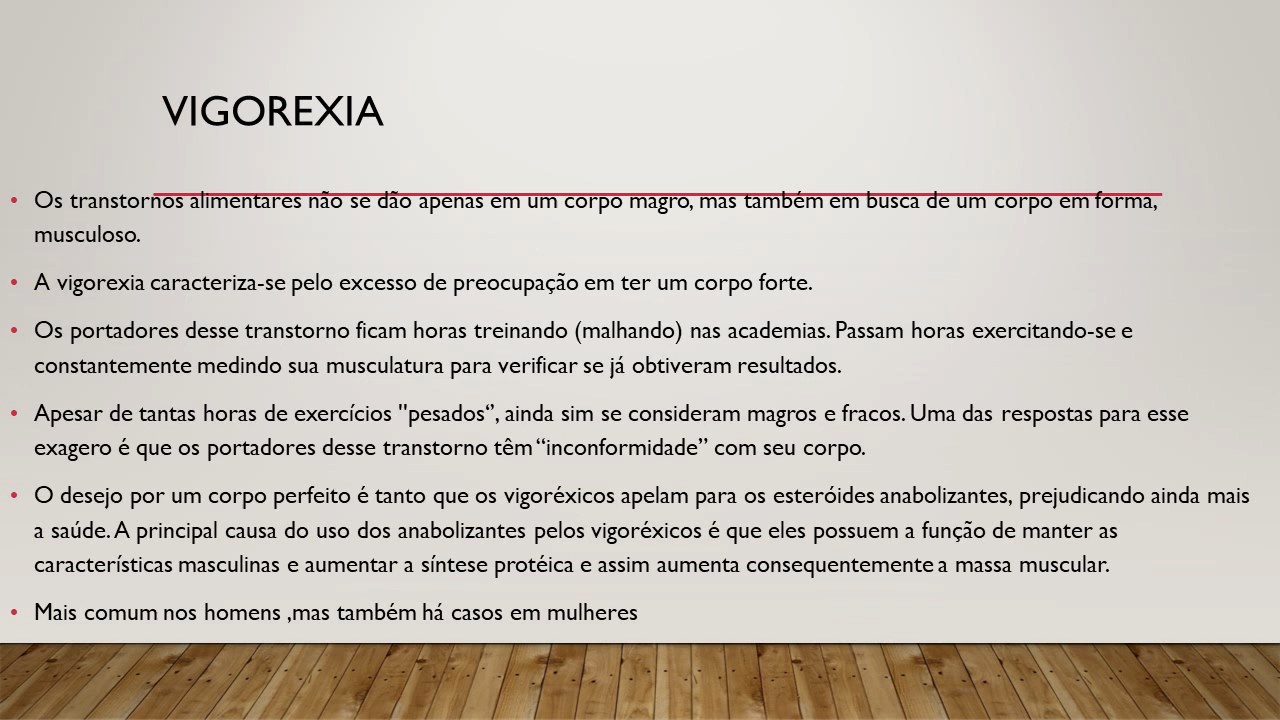 VIGOREXIA
• Os transtornos alimentares não se dão apenas em um corpo magro, mas também em busca de um corpo em forma,
musculoso.
• A vigorexia caracteriza-se pelo excesso de preocupação em ter um corpo forte.
• Os portadores desse transtorno ficam horas treinando (malhando) nas academias. Passam horas exercitando-se e
constantemente medindo sua musculatura para verificar se já obtiveram resultados.
• Apesar de tantas horas de exercícios "pesados‘’, ainda sim se consideram magros e fracos. Uma das respostas para esse
exagero é que os portadores desse transtorno têm “inconformidade” com seu corpo.
• O desejo por um corpo perfeito é tanto que os vigoréxicos apelam para os esteróides anabolizantes, prejudicando ainda mais
a saúde. A principal causa do uso dos anabolizantes pelos vigoréxicos é que eles possuem a função de manter as
características masculinas e aumentar a síntese protéica e assim aumenta consequentemente a massa muscular.
• Mais comum nos homens ,mas também há casos em mulheres